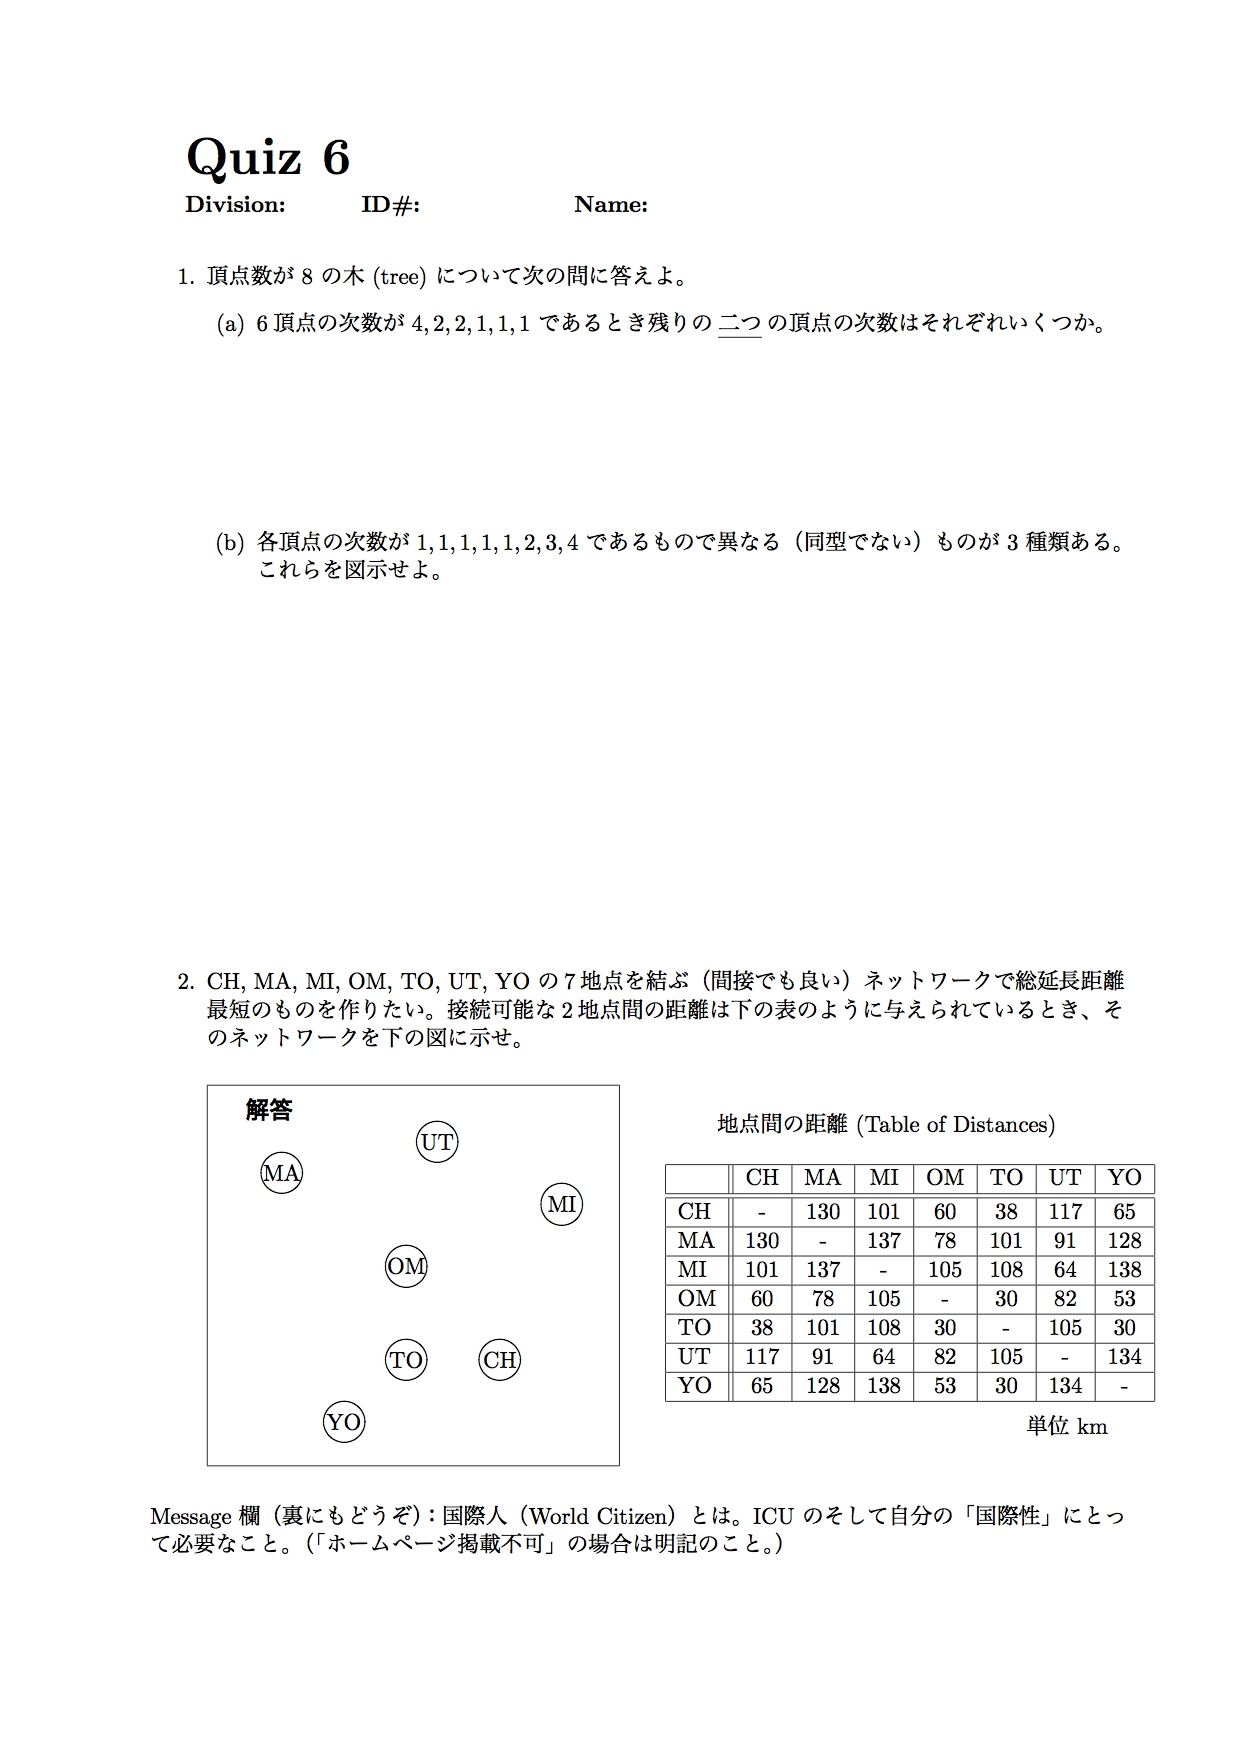 Quiz 6
Division: ID#: Name:
1. 頂点数が 8 の木 (tree) について次の問に答えよ。
(a) 6 頂点の次数が 4, 2, 2, 1, 1, 1 であるとき残りの 二つ の頂点の次数はそれぞれいくつか。
(b) 各頂点の次数が 1, 1, 1, 1, 1, 2, 3, 4 であるもので異なる（同型でない）ものが 3 種類ある。
これらを図示せよ。
2. CH, MA, MI, OM, TO, UT, YO の 7 地点を結ぶ（間接でも良い）ネットワークで総延長距離
最短のものを作りたい。接続可能な 2 地点間の距離は下の表のように与えられているとき、そ
のネットワークを下の図に示せ。
解答
UT
MA
MI
OM
TO CH
YO
地点間の距離 (Table of Distances)
CH MA MI OM TO UT YO
CH - 130 101 60 38 117 65
MA 130 - 137 78 101 91 128
MI 101 137 - 105 108 64 138
OM 60 78 105 - 30 82 53
TO 38 101 108 30 - 105 30
UT 117 91 64 82 105 - 134
YO 65 128 138 53 30 134 -
単位 km
Message 欄（裏にもどうぞ）：国際人（World Citizen）とは。ICU のそして自分の「国際性」にとっ
て必要なこと。（「ホームページ掲載不可」の場合は明記のこと。）